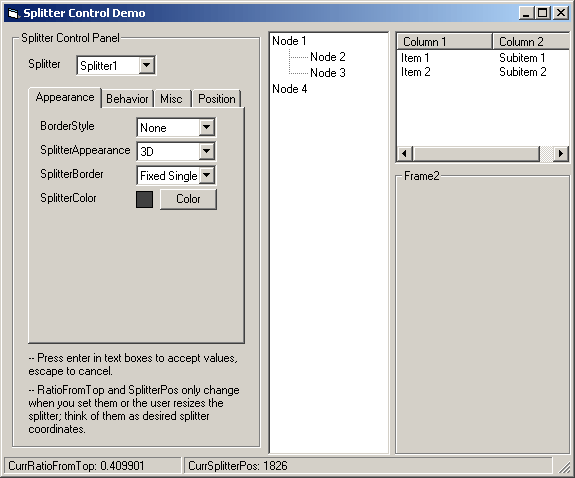 Splitter Control Demo
Splitter Control Panel
Splitter
Splitter1
Appearance
Behavior
Misc
Position
BorderStyle
None
SplitterAppearance
3D
SplitterBorder
Fixed Single
SplitterColor
Color
-- Press enter in text boxes to accept values,
escape to cancel.
-- RatioFromTop and SplitterPos only change
when you set them or the user resizes the
splitter; think of them as desired splitter
coordinates.
Node 1
Node 2
Node 3
Node 4
Column 1
Column 2
Item 1
Subitem 1
Item 2
Subitem 2
Frame2
CurrRatioFromTop: 0.409901
CurrSplitterPos: 1826